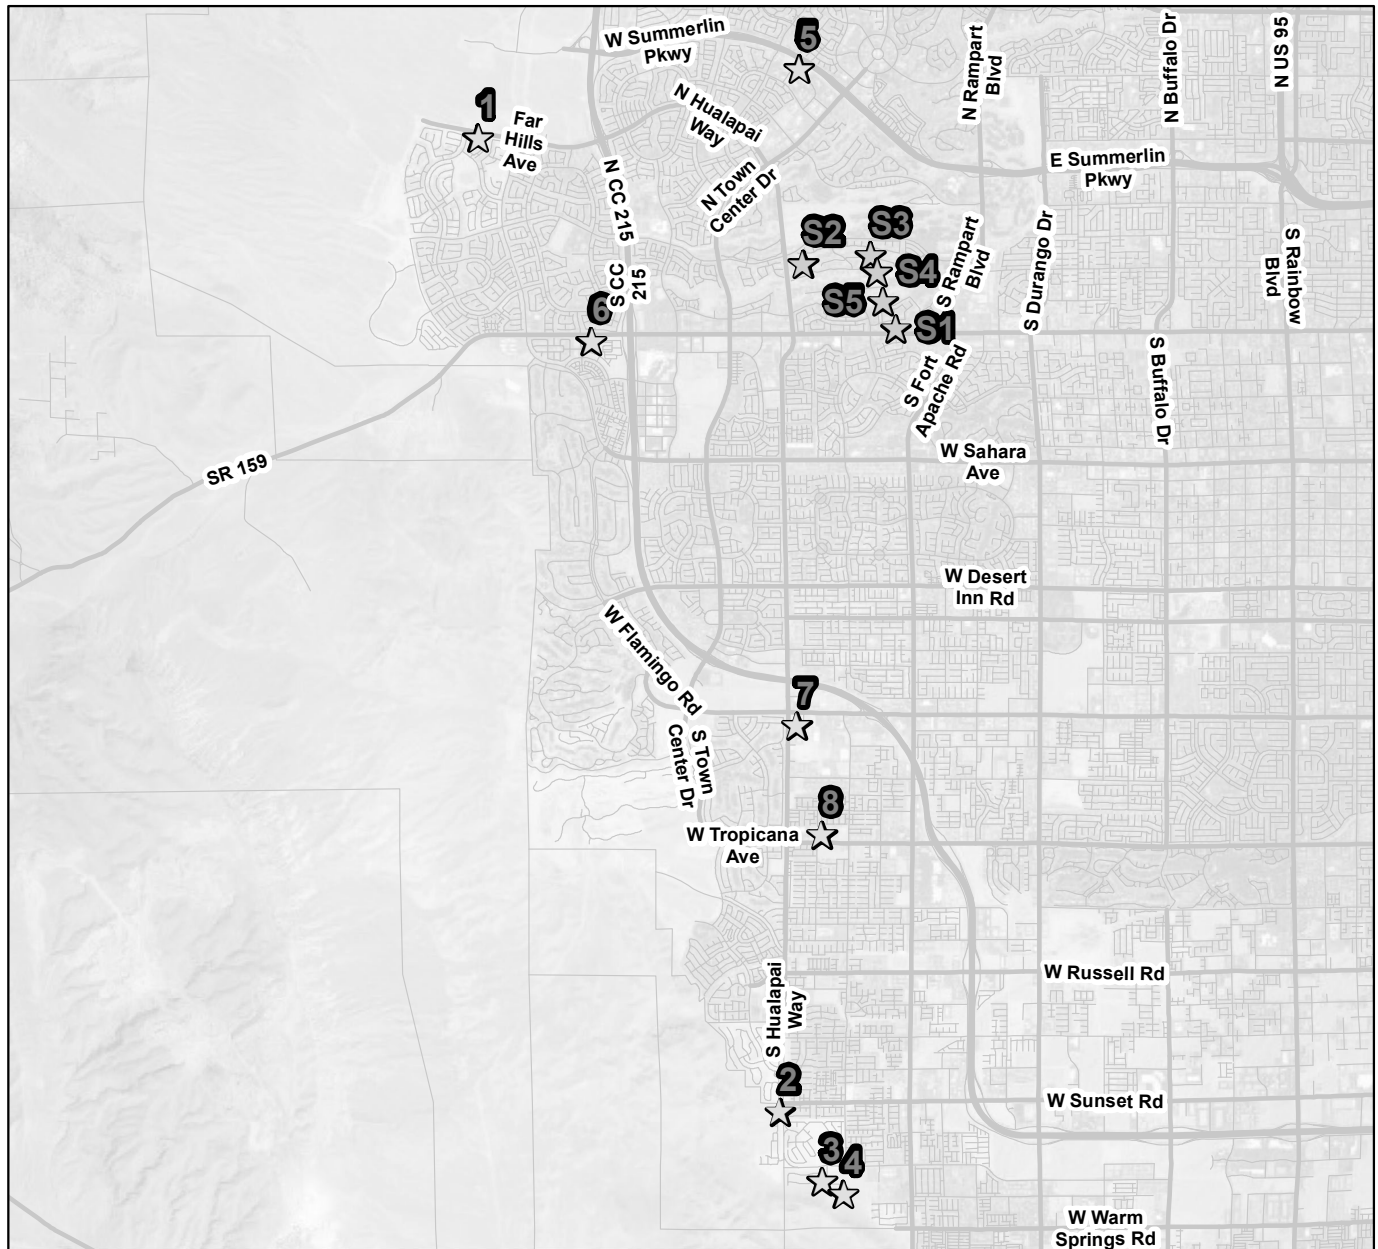 W Summerlin
Pkwy
5
N Rampart
Blvd
N Buffalo Dr
N US 95
1
Far
Hills
Ave
N Hualapai
Way
E Summerlin
Pkwy
N CC 215
N Town
Center Dr
S2
S3
S4
S5
S1
S Rampart
Blvd
S Durango Dr
S Rainbow
Blvd
S CC
215
6
S Fort
Apache Rd
S Buffalo Dr
W Sahara
Ave
SR 159
W Desert
Inn Rd
W Flamingo Rd
7
S Town
Center Dr
8
W Tropicana
Ave
W Russell Rd
S Hualapai
Way
2
W Sunset Rd
3
4
W Warm
Springs Rd